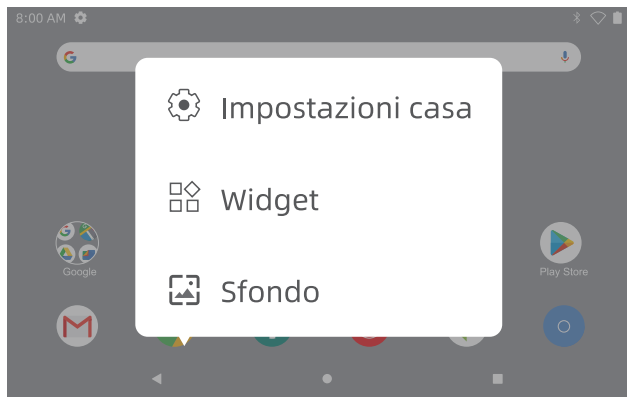 8:00 AM
Impostazioni casa
Widget
Sfondo
Google
Play Store